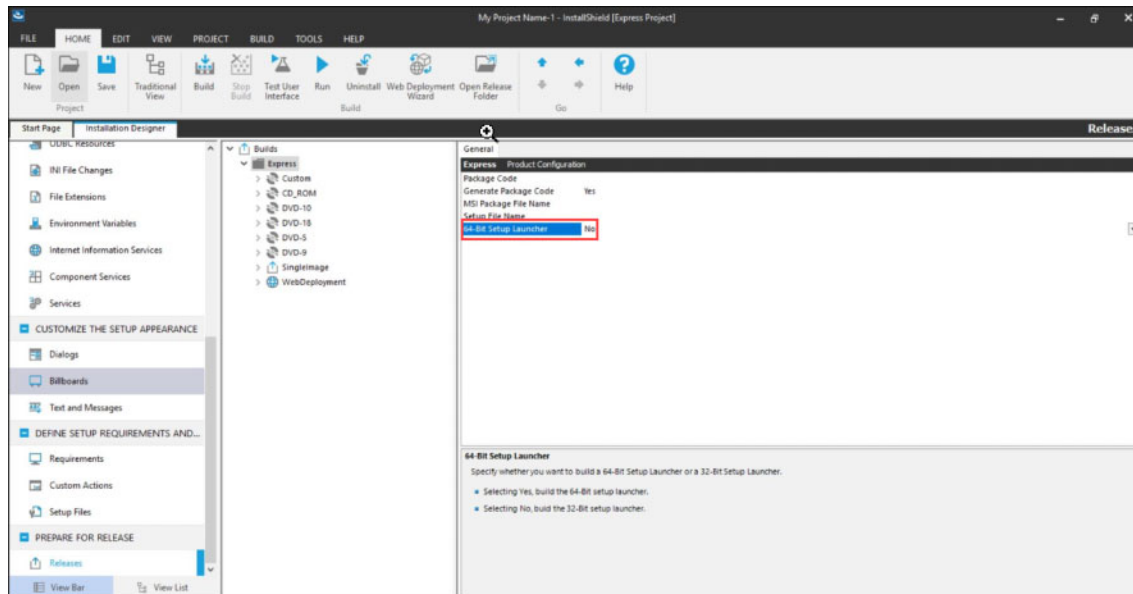 My Project Name-1 - InstallShield [Express Project]
FILE HOME EDIT VIEW PROJECT BUILD TOOLS HELP
New Open Save Traditional View Build Stop Build Test User Interface Run Uninstall Web Deployment Wizard Open Release Folder Help
Project Build Go
Start Page Installation Designer Release
ODBC Resources
INI File Changes
File Extensions
Environment Variables
Internet Information Services
Component Services
Services
CUSTOMIZE THE SETUP APPEARANCE
Dialogs
Billboards
Text and Messages
DEFINE SETUP REQUIREMENTS AND...
Requirements
Custom Actions
Setup Files
PREPARE FOR RELEASE
Releases
View Bar View List
Builds
Express
Custom
CD_ROM
DVD-10
DVD-18
DVD-5
DVD-9
SingleImage
WebDeployment
General
Express Product Configuration
Package Code
Generate Package Code Yes
MSI Package File Name
Setup File Name
64-Bit Setup Launcher No
64-Bit Setup Launcher
Specify whether you want to build a 64-Bit Setup Launcher or a 32-Bit Setup Launcher.
Selecting Yes, build the 64-Bit setup launcher.
Selecting No, buid the 32-Bit setup launcher.